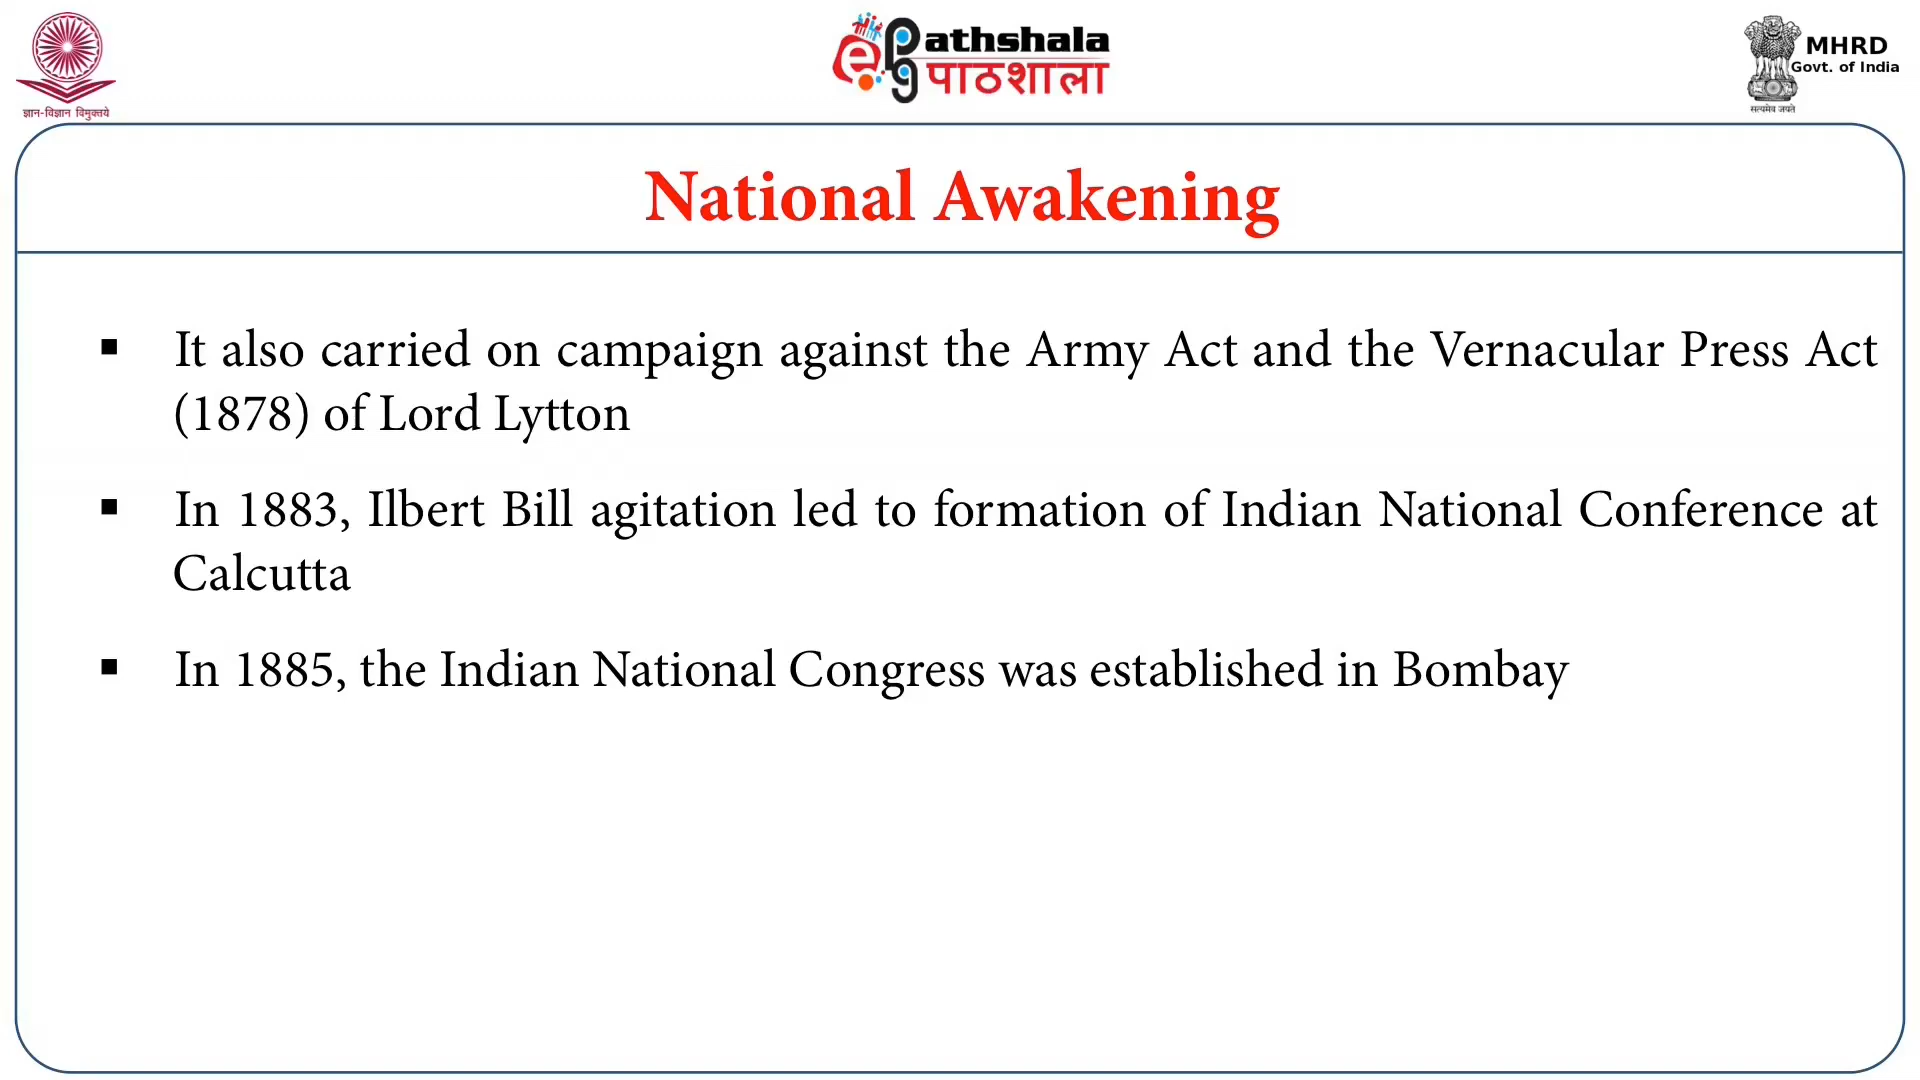 ज्ञान-विज्ञान विमुक्तये
e pg Pathshala
पाठशाला
MHRD
Govt. of India
सत्यमेव जयते
National Awakening
▪ It also carried on campaign against the Army Act and the Vernacular Press Act
(1878) of Lord Lytton
▪ In 1883, Ilbert Bill agitation led to formation of Indian National Conference at
Calcutta
▪ In 1885, the Indian National Congress was established in Bombay